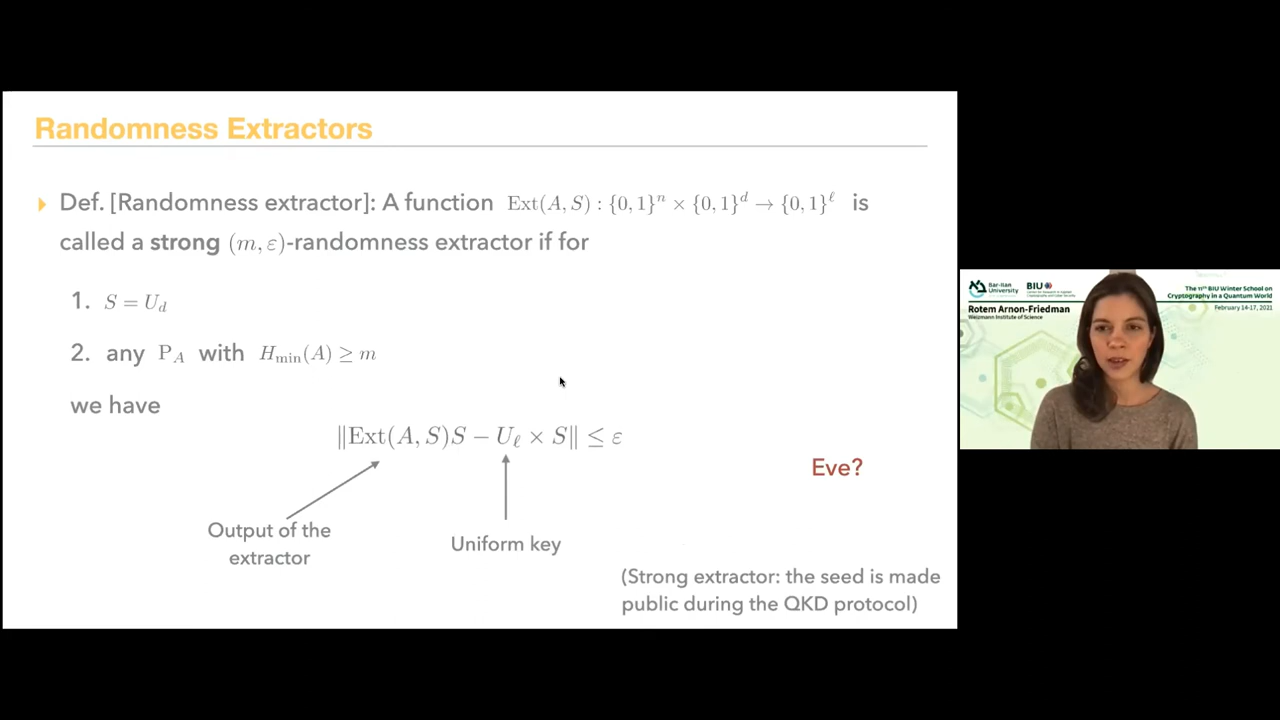 Randomness Extractors
Def. [Randomness extractor]: A function Ext(A, S) : {0, 1}ⁿ × {0, 1}ᵈ → {0, 1}^ℓ is
called a strong (m, ε)-randomness extractor if for
1. S = U_d
2. any P_A with H_min(A) ≥ m
we have
‖Ext(A, S)S − U_ℓ × S‖ ≤ ε
Eve?
Output of the
extractor
Uniform key
(Strong extractor: the seed is made
public during the QKD protocol)
Bar-Ilan
University
BIU
The 11th BIU Winter School on
Cryptography in a Quantum World
February 14-17, 2021
Rotem Arnon-Friedman
Weizmann Institute of Science